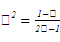 □² = (1−□)/(2□−1)